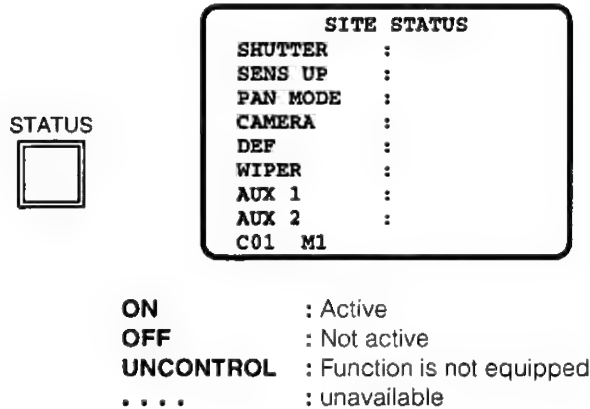 SITE STATUS
SHUTTER :
SENS UP :
PAN MODE :
CAMERA :
DEF :
WIPER :
AUX 1 :
AUX 2 :
C01 M1
STATUS
ON : Active
OFF : Not active
UNCONTROL : Function is not equipped
. . . . : unavailable